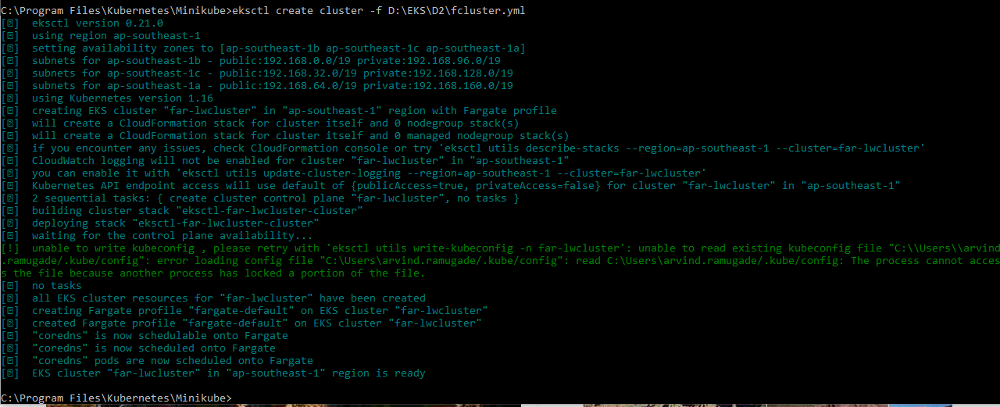 C:\Program Files\Kubernetes\Minikube>eksctl create cluster -f D:\EKS\D2\fcluster.yml
[?]  eksctl version 0.21.0
[?]  using region ap-southeast-1
[?]  setting availability zones to [ap-southeast-1b ap-southeast-1c ap-southeast-1a]
[?]  subnets for ap-southeast-1b - public:192.168.0.0/19 private:192.168.96.0/19
[?]  subnets for ap-southeast-1c - public:192.168.32.0/19 private:192.168.128.0/19
[?]  subnets for ap-southeast-1a - public:192.168.64.0/19 private:192.168.160.0/19
[?]  using Kubernetes version 1.16
[?]  creating EKS cluster "far-lwcluster" in "ap-southeast-1" region with Fargate profile
[?]  will create a CloudFormation stack for cluster itself and 0 nodegroup stack(s)
[?]  will create a CloudFormation stack for cluster itself and 0 managed nodegroup stack(s)
[?]  if you encounter any issues, check CloudFormation console or try 'eksctl utils describe-stacks --region=ap-southeast-1 --cluster=far-lwcluster'
[?]  CloudWatch logging will not be enabled for cluster "far-lwcluster" in "ap-southeast-1"
[?]  you can enable it with 'eksctl utils update-cluster-logging --region=ap-southeast-1 --cluster=far-lwcluster'
[?]  Kubernetes API endpoint access will use default of {publicAccess=true, privateAccess=false} for cluster "far-lwcluster" in "ap-southeast-1"
[?]  2 sequential tasks: { create cluster control plane "far-lwcluster", no tasks }
[?]  building cluster stack "eksctl-far-lwcluster-cluster"
[?]  deploying stack "eksctl-far-lwcluster-cluster"
[?]  waiting for the control plane availability...
[!]  unable to write kubeconfig , please retry with 'eksctl utils write-kubeconfig -n far-lwcluster': unable to read existing kubeconfig file "C:\\Users\\arvind
.ramugade/.kube/config": error loading config file "C:\Users\arvind.ramugade/.kube/config": read C:\Users\arvind.ramugade/.kube/config: The process cannot acces
s the file because another process has locked a portion of the file.
[?]  no tasks
[?]  all EKS cluster resources for "far-lwcluster" have been created
[?]  creating Fargate profile "fargate-default" on EKS cluster "far-lwcluster"
[?]  created Fargate profile "fargate-default" on EKS cluster "far-lwcluster"
[?]  "coredns" is now schedulable onto Fargate
[?]  "coredns" is now scheduled onto Fargate
[?]  "coredns" pods are now scheduled onto Fargate
[?]  EKS cluster "far-lwcluster" in "ap-southeast-1" region is ready
C:\Program Files\Kubernetes\Minikube>